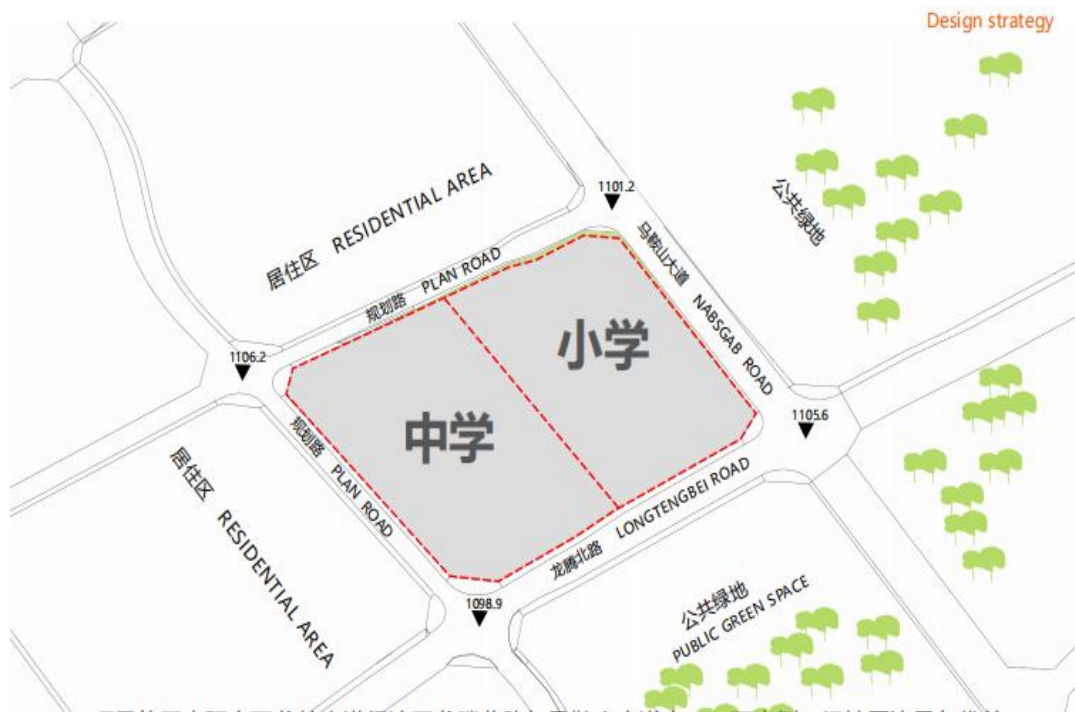 Design strategy
1101.2
居住区 RESIDENTIAL AREA
公共绿地
马鞍山大道 NABSGAB ROAD
规划路 PLAN ROAD
小学
1106.2
1105.6
中学
规划路 PLAN ROAD
居住区 RESIDENTIAL AREA
龙腾北路 LONGTENGBEI ROAD
1098.9
公共绿地
PUBLIC GREEN SPACE